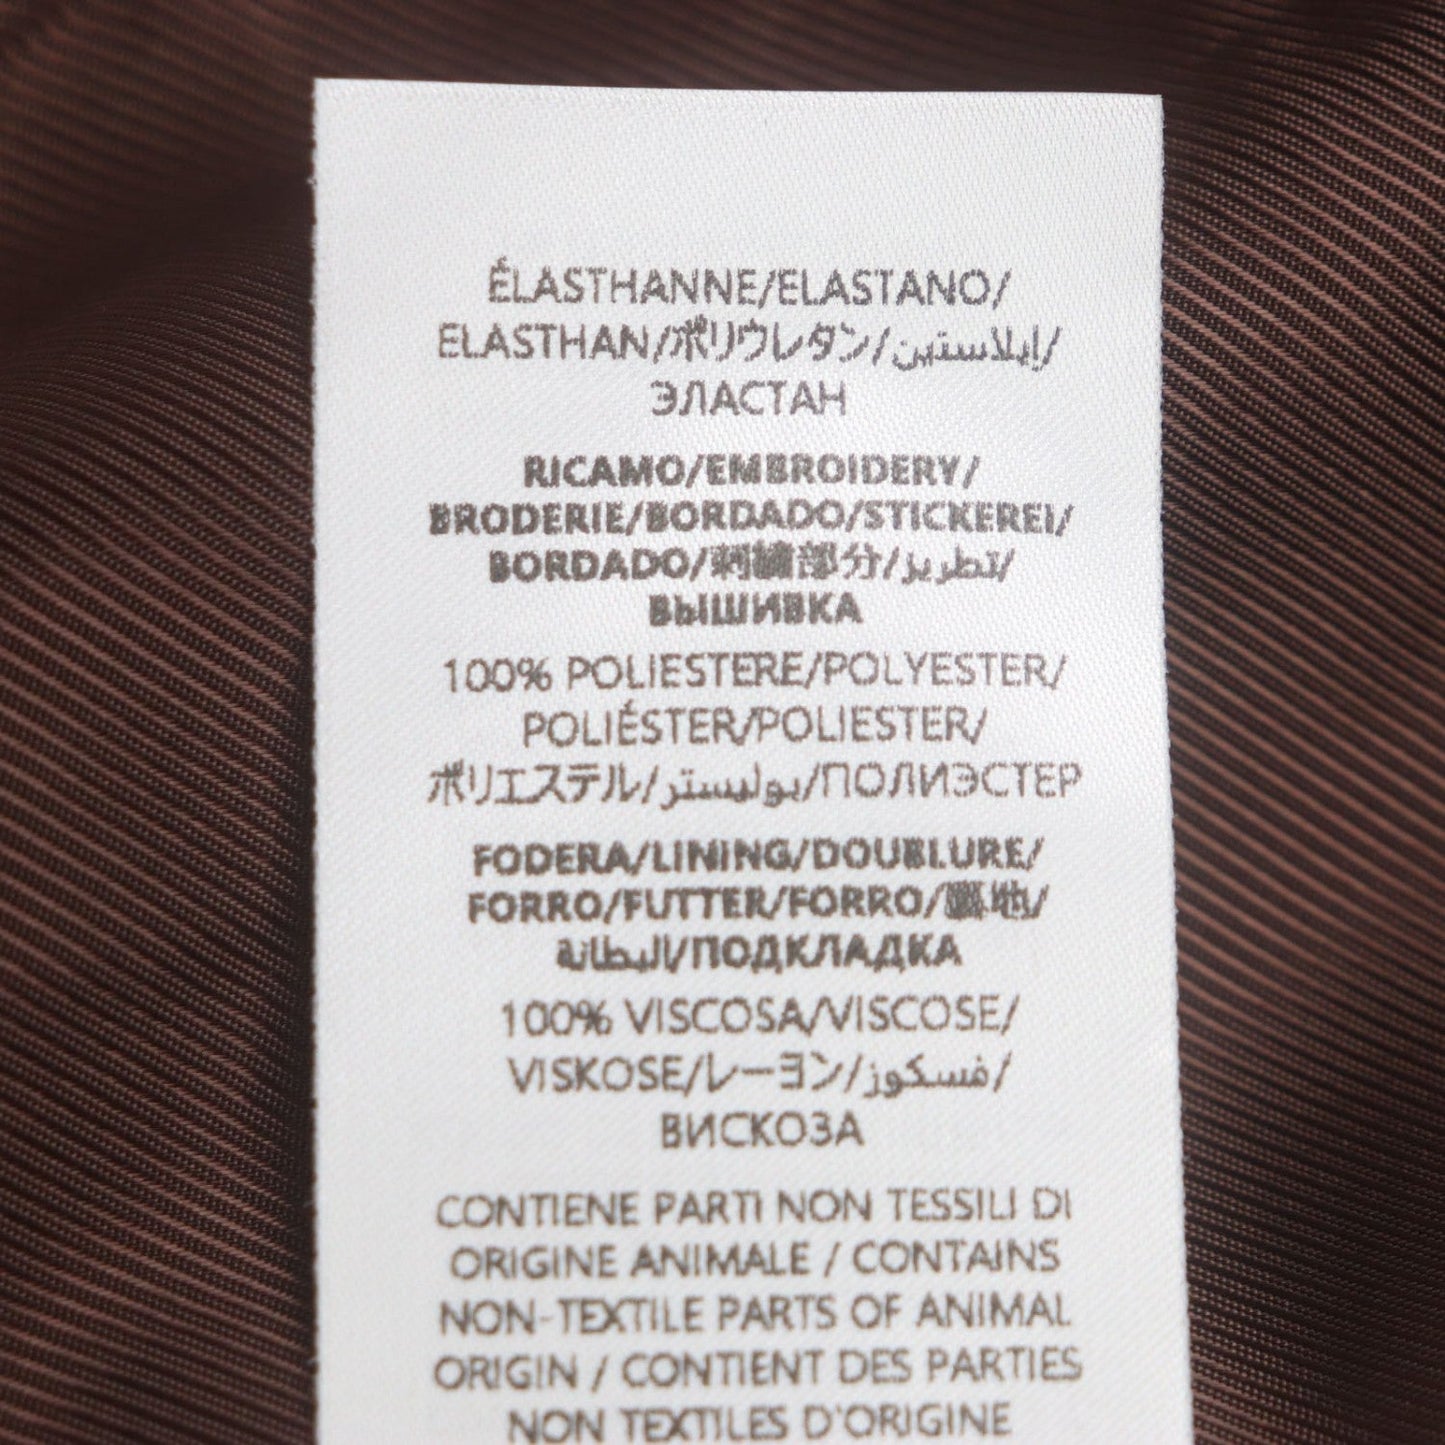 ÉLASTHANNE/ELASTANO/
ELASTHAN/ポリウレタン/إيلاستين/
ЭЛАСТАН
RICAMO/EMBROIDERY/
BRODERIE/BORDADO/STICKEREI/
BORDADO/刺繍部分/تطريز/
ВЫШИВКА
100% POLIESTERE/POLYESTER/
POLIÉSTER/POLIESTER/
ポリエステル/بوليستر/ПОЛИЭСТЕР
FODERA/LINING/DOUBLURE/
FORRO/FUTTER/FORRO/裏地/
البطانة/ПОДКЛАДКА
100% VISCOSA/VISCOSE/
VISKOSE/レーヨン/فسكوز/
ВИСКОЗА
CONTIENE PARTI NON TESSILI DI
ORIGINE ANIMALE / CONTAINS
NON-TEXTILE PARTS OF ANIMAL
ORIGIN / CONTIENT DES PARTIES
NON TEXTILES D'ORIGINE